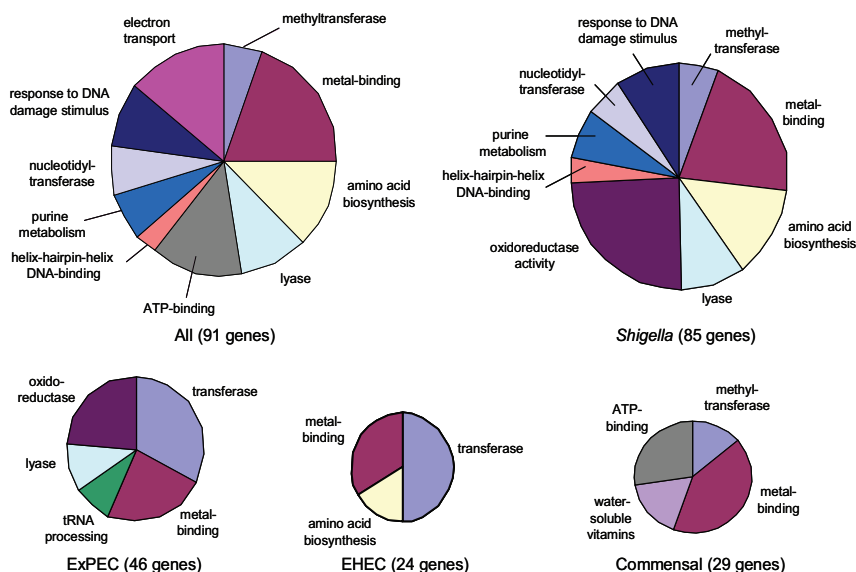 electron
transport
methyltransferase
metal-binding
response to DNA
damage stimulus
nucleotidyl-
transferase
purine
metabolism
helix-hairpin-helix
DNA-binding
ATP-binding
lyase
amino acid
biosynthesis
All (91 genes)
response to DNA
damage stimulus
methyl-
transferase
nucleotidyl-
transferase
metal-
binding
purine
metabolism
helix-hairpin-helix
DNA-binding
oxidoreductase
activity
amino acid
biosynthesis
lyase
Shigella (85 genes)
oxido-
reductase
transferase
lyase
tRNA
processing
metal-
binding
ExPEC (46 genes)
metal-
binding
transferase
amino acid
biosynthesis
EHEC (24 genes)
ATP-
binding
methyl-
transferase
water-
soluble
vitamins
metal-
binding
Commensal (29 genes)